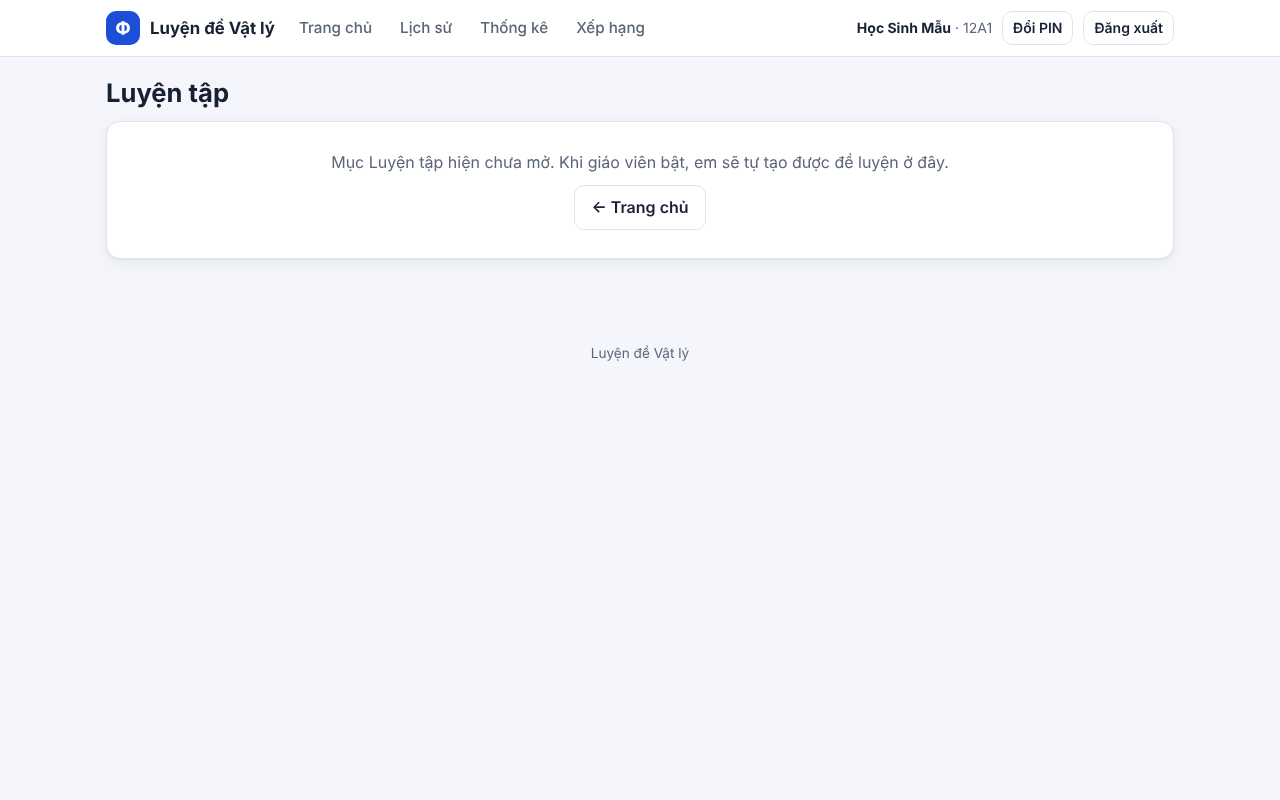 Φ Luyện đề Vật lý Trang chủ Lịch sử Thống kê Xếp hạng Học Sinh Mẫu · 12A1 Đổi PIN Đăng xuất
Luyện tập
Mục Luyện tập hiện chưa mở. Khi giáo viên bật, em sẽ tự tạo được đề luyện ở đây.
← Trang chủ
Luyện đề Vật lý